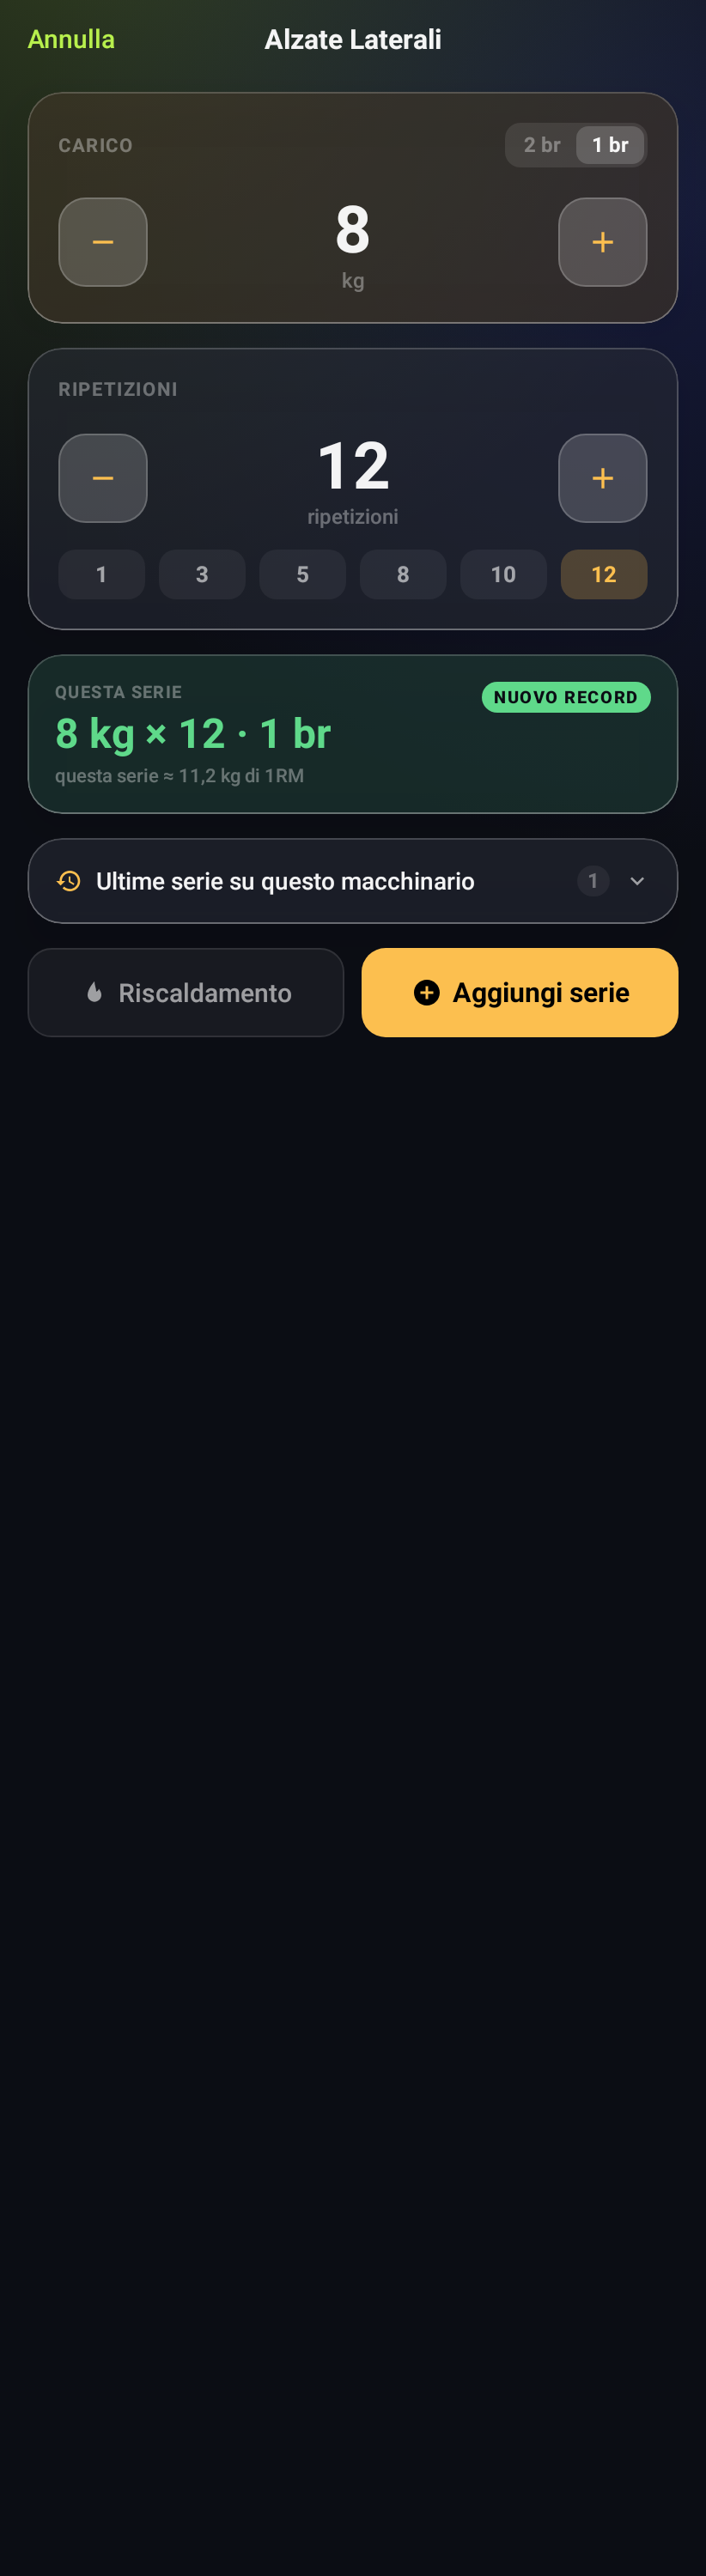 Annulla
Alzate Laterali
CARICO
2 br
1 br
−
8
+
kg
RIPETIZIONI
−
12
+
ripetizioni
1
3
5
8
10
12
QUESTA SERIE
NUOVO RECORD
8 kg × 12 · 1 br
questa serie ≈ 11,2 kg di 1RM
Ultime serie su questo macchinario
1
Riscaldamento
Aggiungi serie